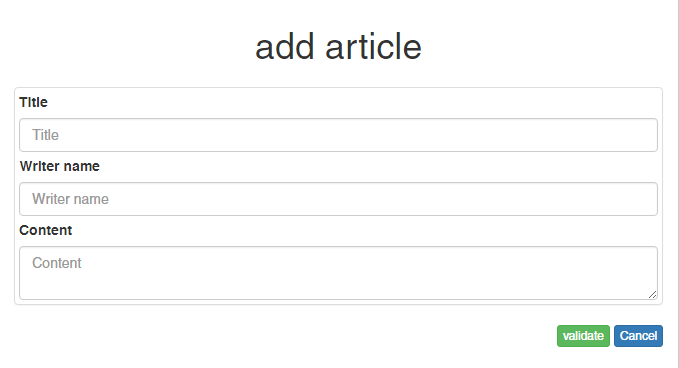 add article
Title
Title
Writer name
Writer name
Content
Content
validate Cancel